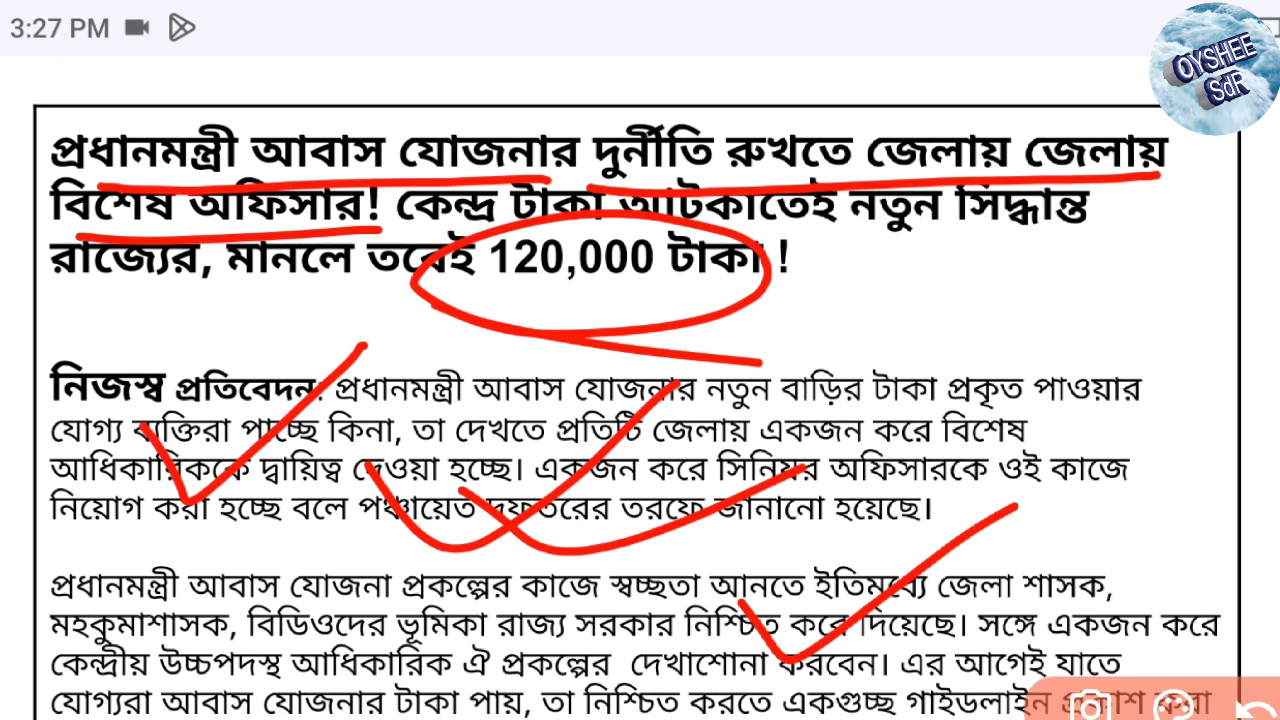 3:27 PM
OYSHEE
SdR
প্রধানমন্ত্রী আবাস যোজনার দুর্নীতি রুখতে জেলায় জেলায়
বিশেষ অফিসার! কেন্দ্র টাকা আটকাতেই নতুন সিদ্ধান্ত
রাজ্যের, মানলে তবেই 120,000 টাকা !
নিজস্ব প্রতিবেদন: প্রধানমন্ত্রী আবাস যোজনার নতুন বাড়ির টাকা প্রকৃত পাওয়ার
যোগ্য ব্যক্তিরা পাচ্ছে কিনা, তা দেখতে প্রতিটি জেলায় একজন করে বিশেষ
আধিকারিককে দ্বায়িত্ব দেওয়া হচ্ছে। একজন করে সিনিয়র অফিসারকে ওই কাজে
নিয়োগ করা হচ্ছে বলে পঞ্চায়েত দফতরের তরফে জানানো হয়েছে।
প্রধানমন্ত্রী আবাস যোজনা প্রকল্পের কাজে স্বচ্ছতা আনতে ইতিমধ্যে জেলা শাসক,
মহকুমাশাসক, বিডিওদের ভূমিকা রাজ্য সরকার নিশ্চিত করে দিয়েছে। সঙ্গে একজন করে
কেন্দ্রীয় উচ্চপদস্থ আধিকারিক ঐ প্রকল্পের দেখাশোনা করবেন। এর আগেই যাতে
যোগ্যরা আবাস যোজনার টাকা পায়, তা নিশ্চিত করতে একগুচ্ছ গাইডলাইন প্রকাশ করা